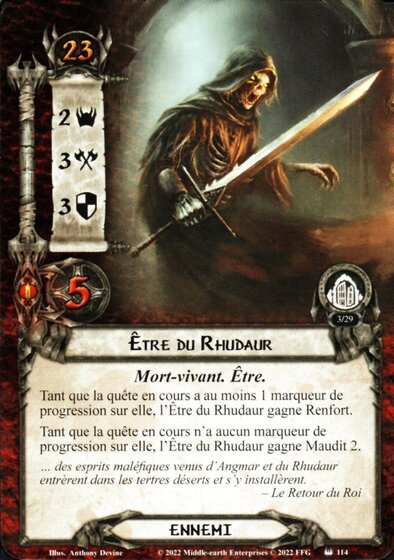 23
2
3
3
5
3/29
Être du Rhudaur
Mort-vivant. Être.
Tant que la quête en cours a au moins 1 marqueur de
progression sur elle, l'Être du Rhudaur gagne Renfort.
Tant que la quête en cours n'a aucun marqueur de
progression sur elle, l'Être du Rhudaur gagne Maudit 2.
... des esprits maléfiques venus d'Angmar et du Rhudaur
entrèrent dans les tertres déserts et s'y installèrent.
– Le Retour du Roi
ENNEMI
Illus. Anthony Devine © 2022 Middle-earth Enterprises © 2022 FFG 114